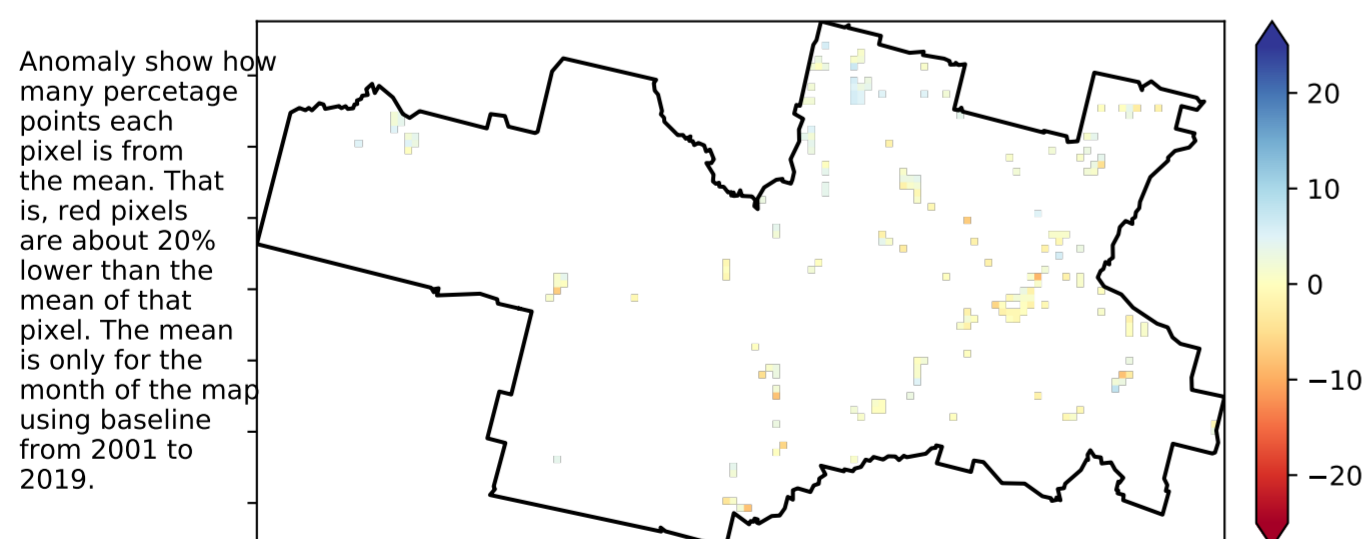 Anomaly show how
many percetage
points each
pixel is from
the mean. That
is, red pixels
are about 20%
lower than the
mean of that
pixel. The mean
is only for the
month of the map
using baseline
from 2001 to
2019.
20
10
0
−10
−20